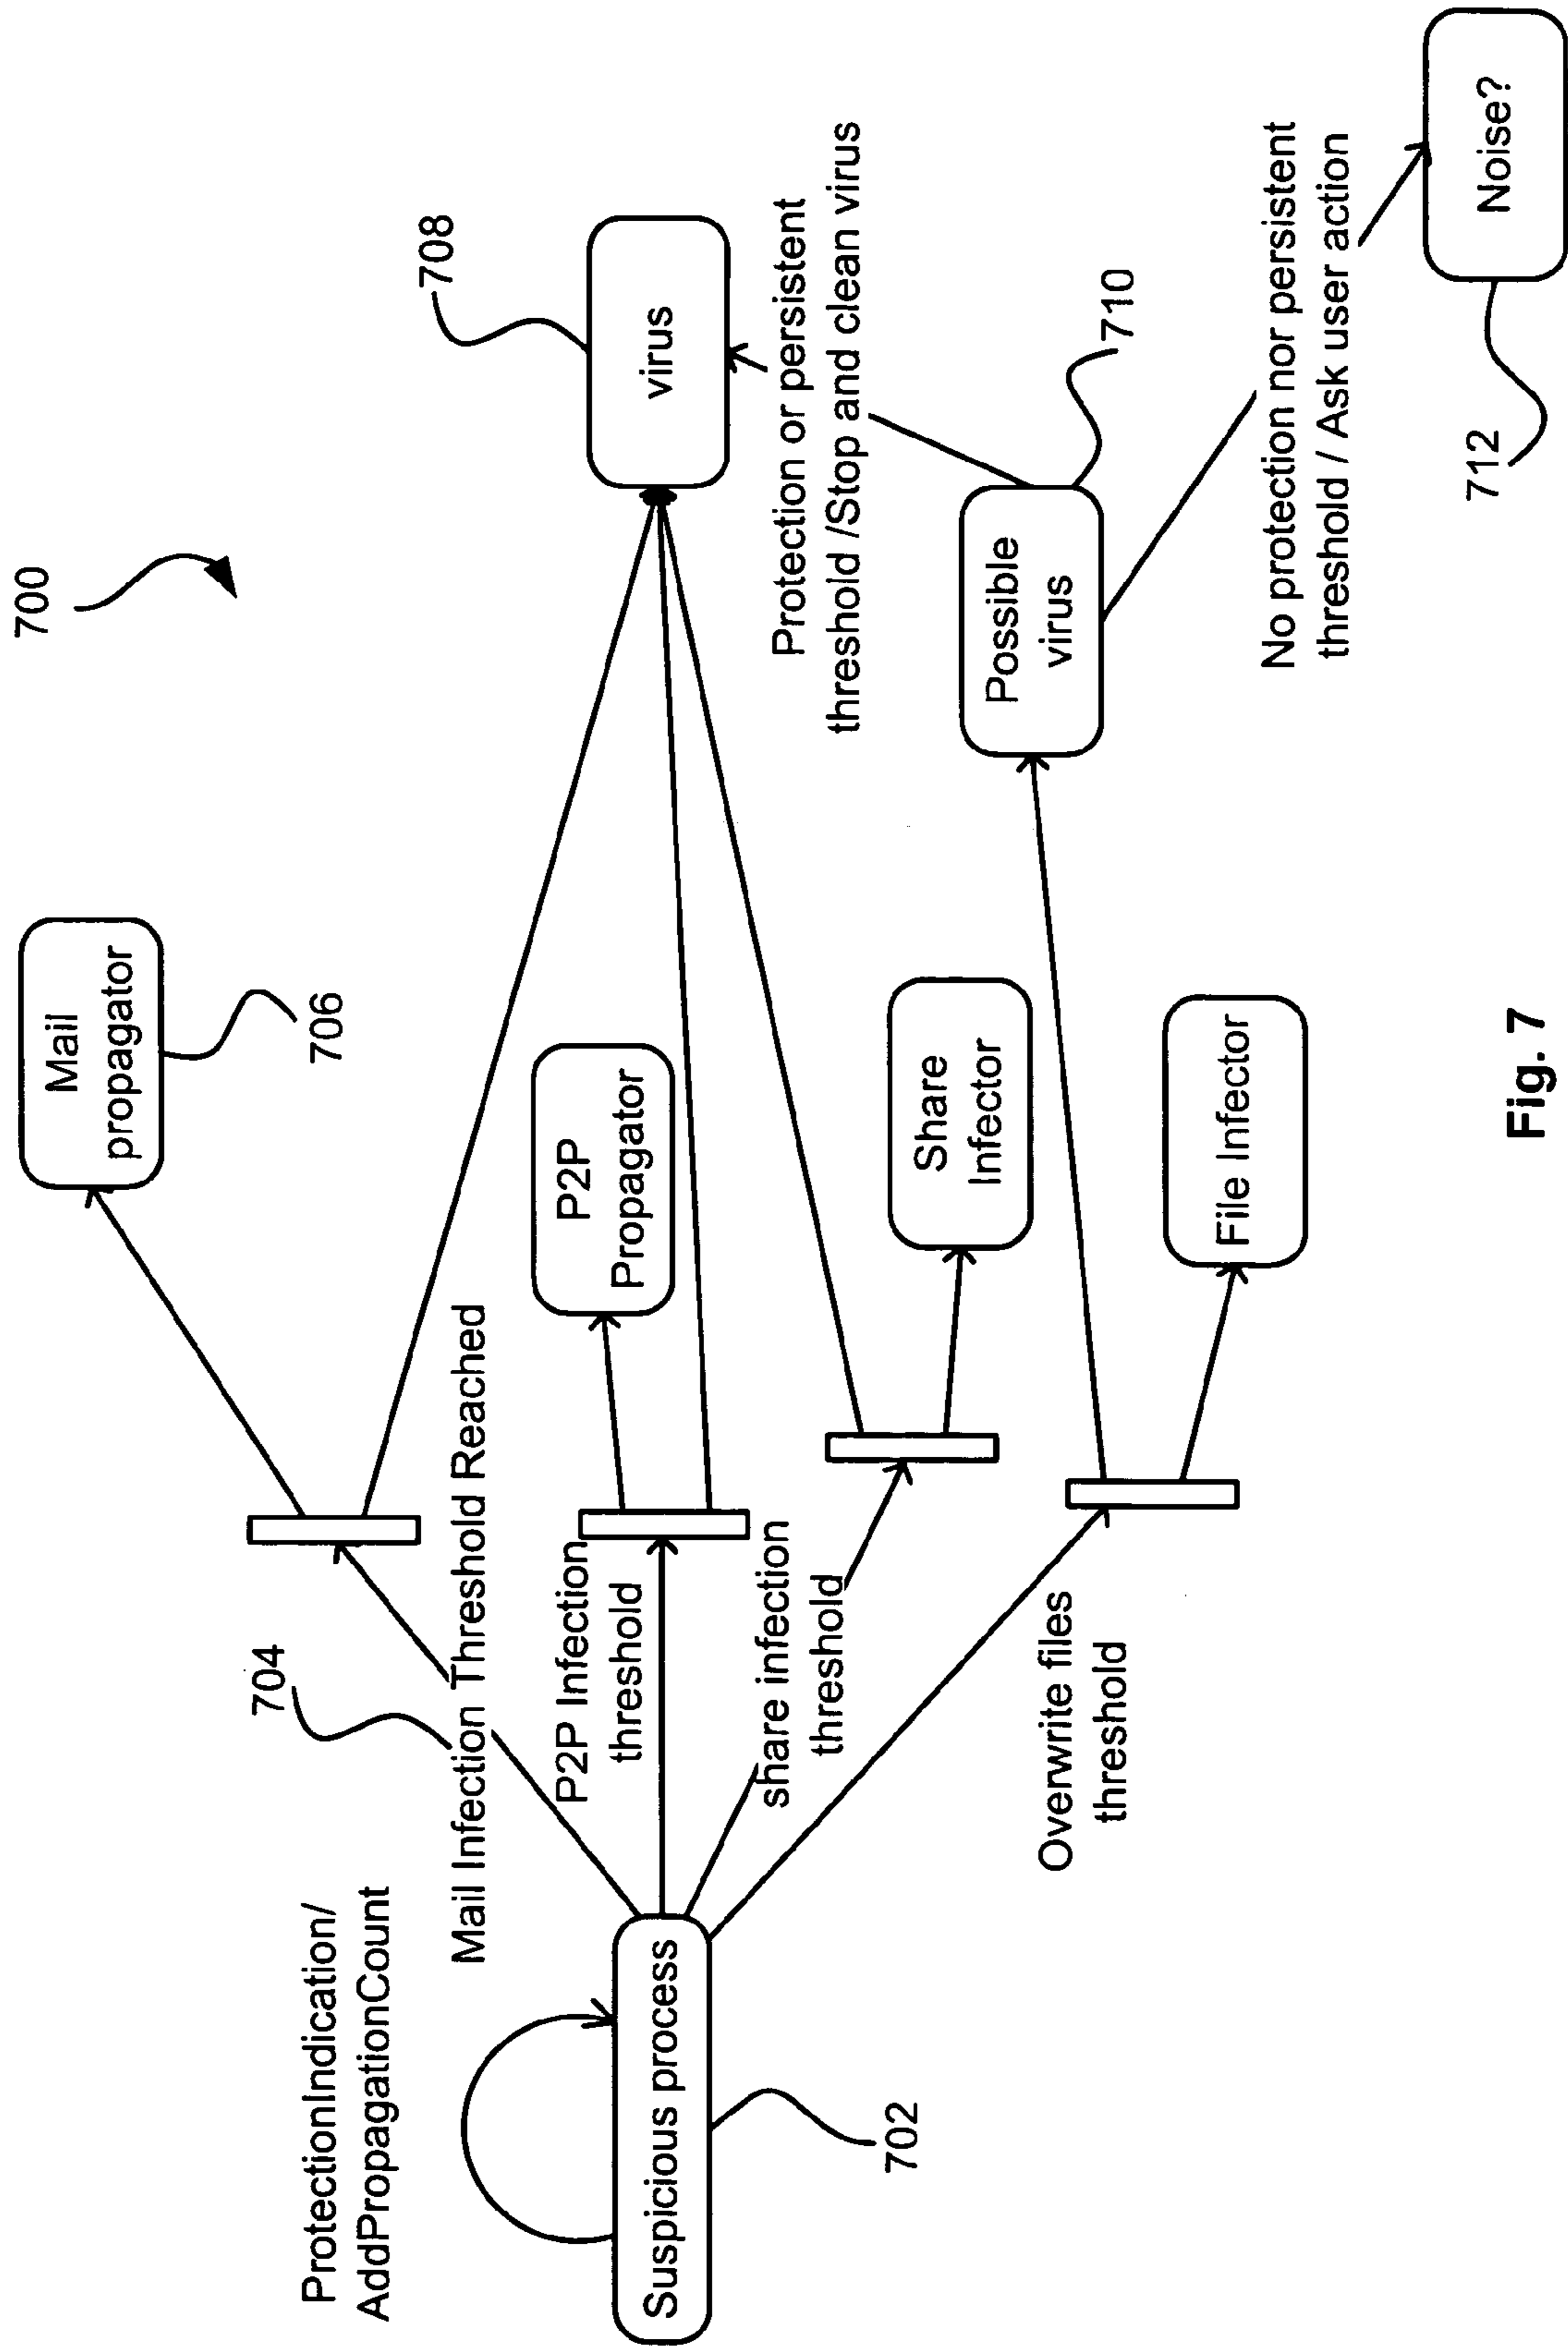 700
Mail
propagator
706
704
ProtectionIndication/
AddPropagationCount
708
Mail Infection Threshold Reached
P2P
Propagator
virus
P2P Infection
threshold
Suspicious process
702
share infection
threshold
Share
Infector
Protection or persistent
threshold /Stop and clean virus
Possible
virus
710
Overwrite files
threshold
File Infector
No protection nor persistent
threshold / Ask user action
Noise?
712
Fig. 7